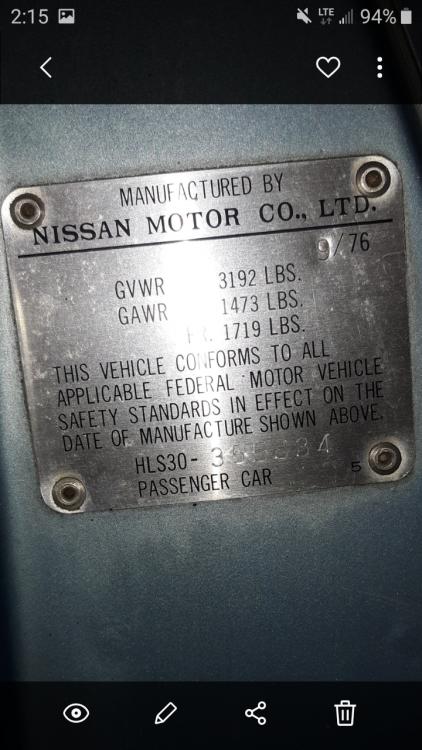 2:15 LTE 94%
MANUFACTURED BY
NISSAN MOTOR CO., LTD.
9/76
GVWR 3192 LBS.
GAWR 1473 LBS.
1719 LBS.
THIS VEHICLE CONFORMS TO ALL
APPLICABLE FEDERAL MOTOR VEHICLE
SAFETY STANDARDS IN EFFECT ON THE
DATE OF MANUFACTURE SHOWN ABOVE.
HLS30-
PASSENGER CAR 5